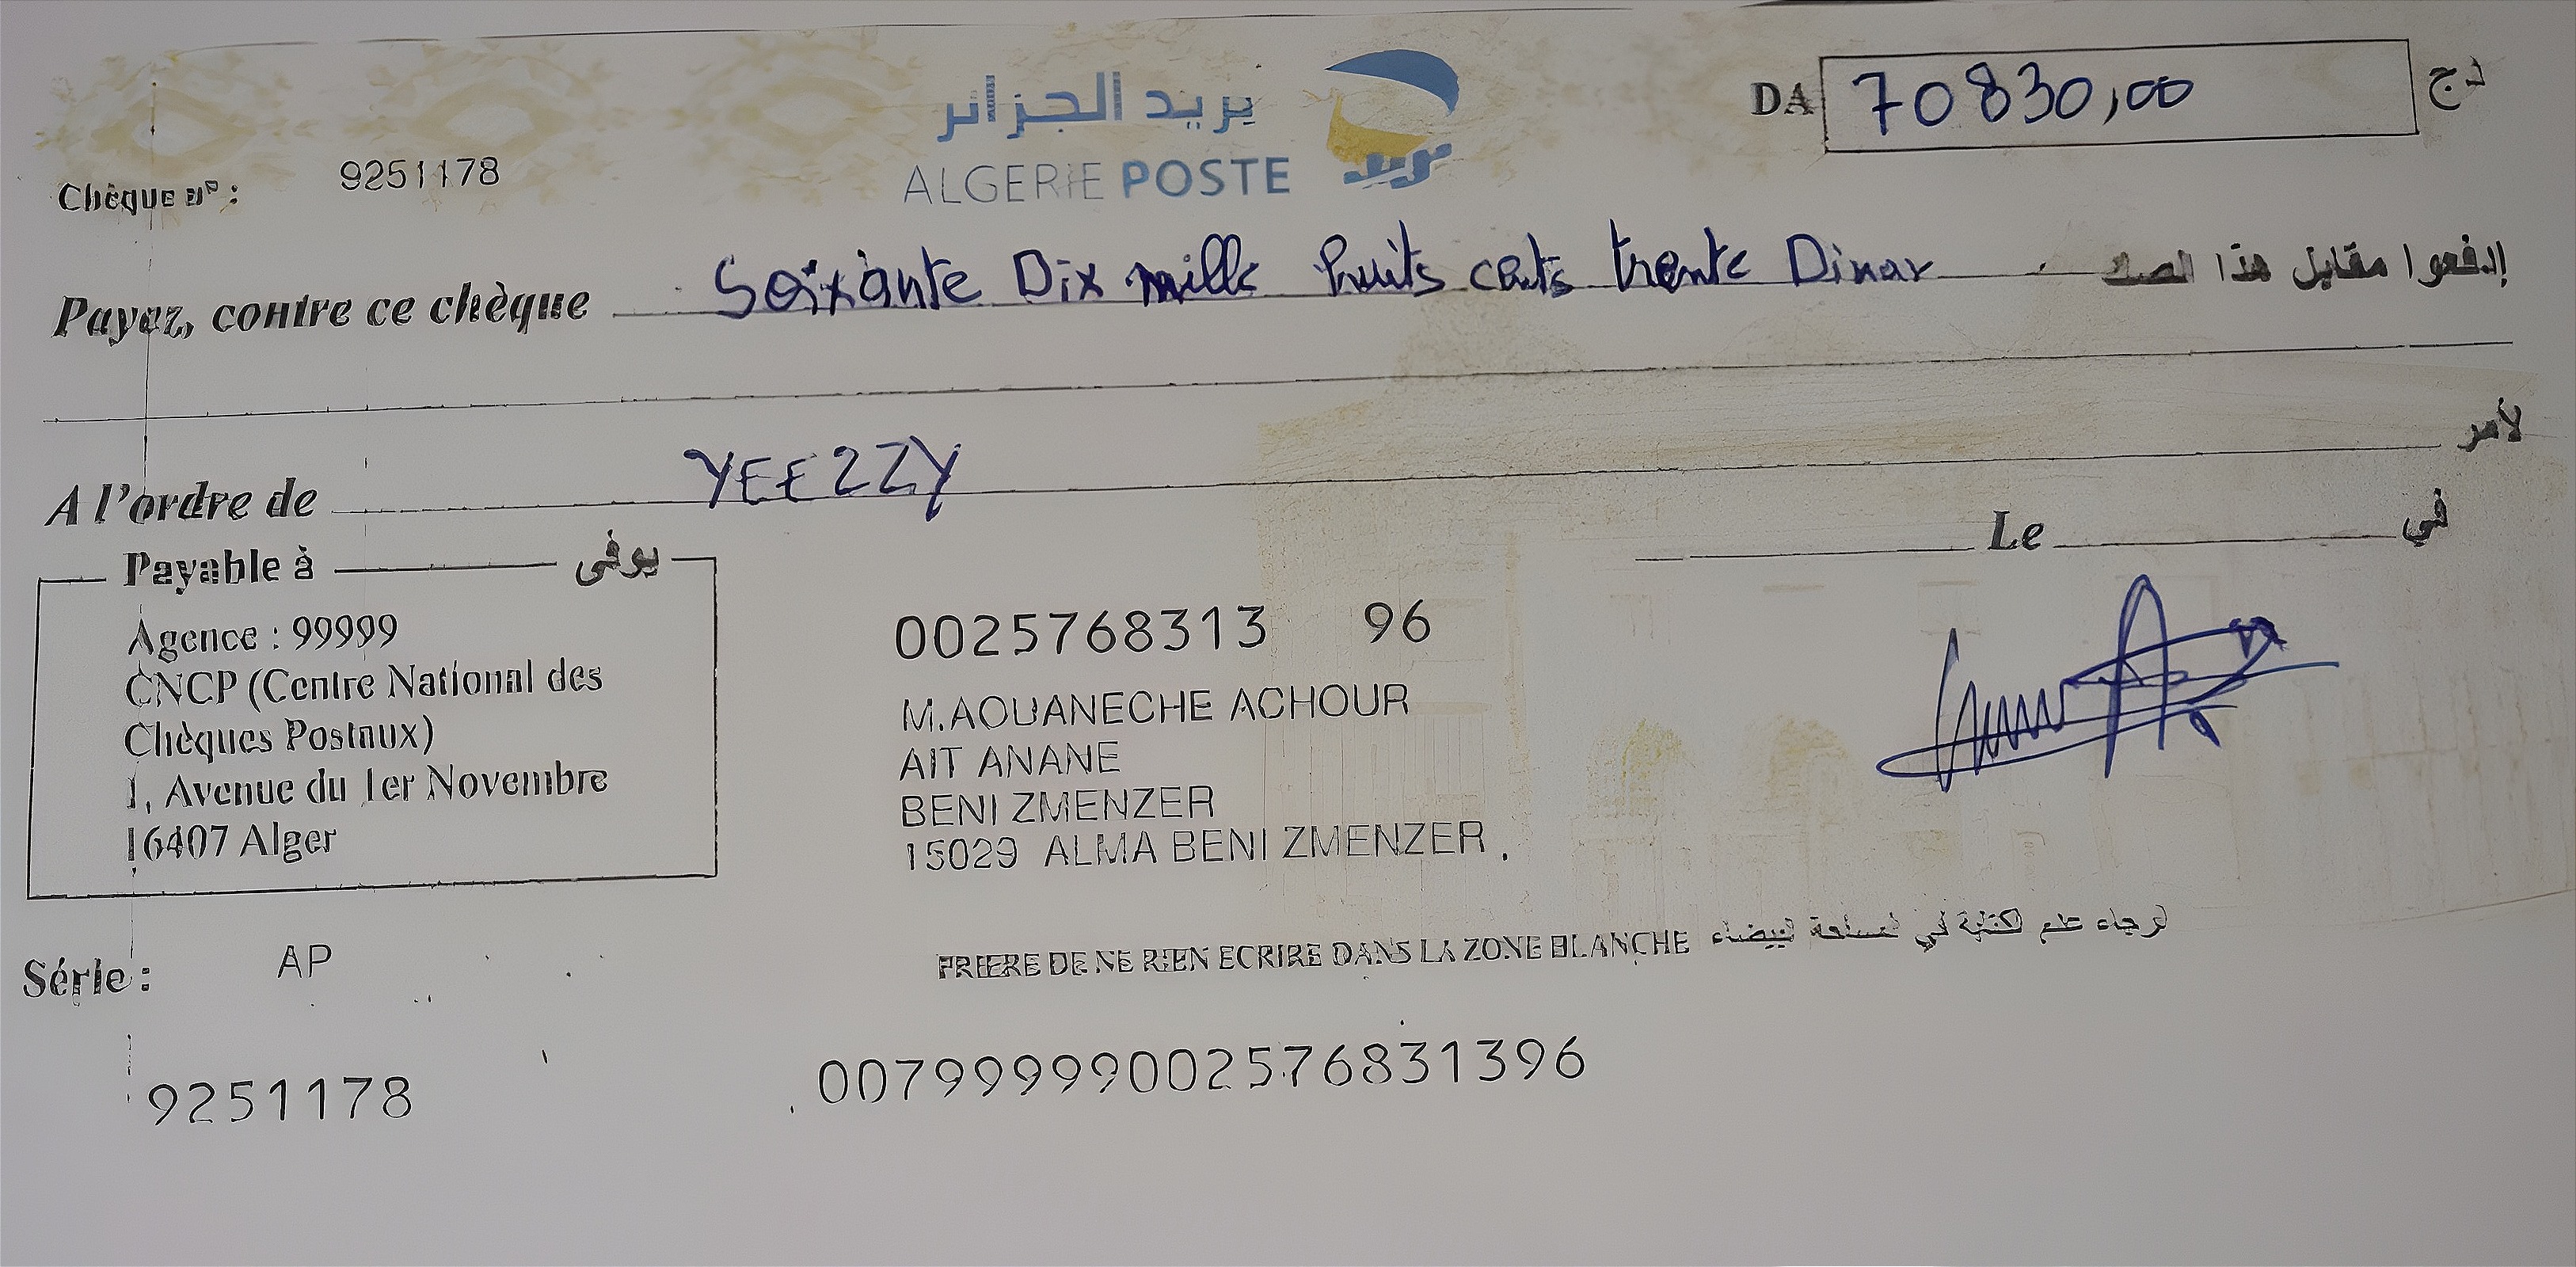 بريد الجزائر
ALGERIE POSTE
DA 70830,00 دج
Chèque nº : 9251178
Payez, contre ce chèque Soixante Dix mille huits cents trente Dinar إدفعوا مقابل هذا الصك
A l'ordre de YEEZZY لأمر
Le في
Payable à يوفى
Agence : 99999
CNCP (Centre National des
Chèques Postaux)
1, Avenue du 1er Novembre
16407 Alger
0025768313 96
M.AOUANECHE ACHOUR
AIT ANANE
BENI ZMENZER
15029 ALMA BENI ZMENZER
Série : AP
PRIERE DE NE RIEN ECRIRE DANS LA ZONE BLANCHE الرجاء عدم الكتابة في المساحة البيضاء
9251178 00799999002576831396